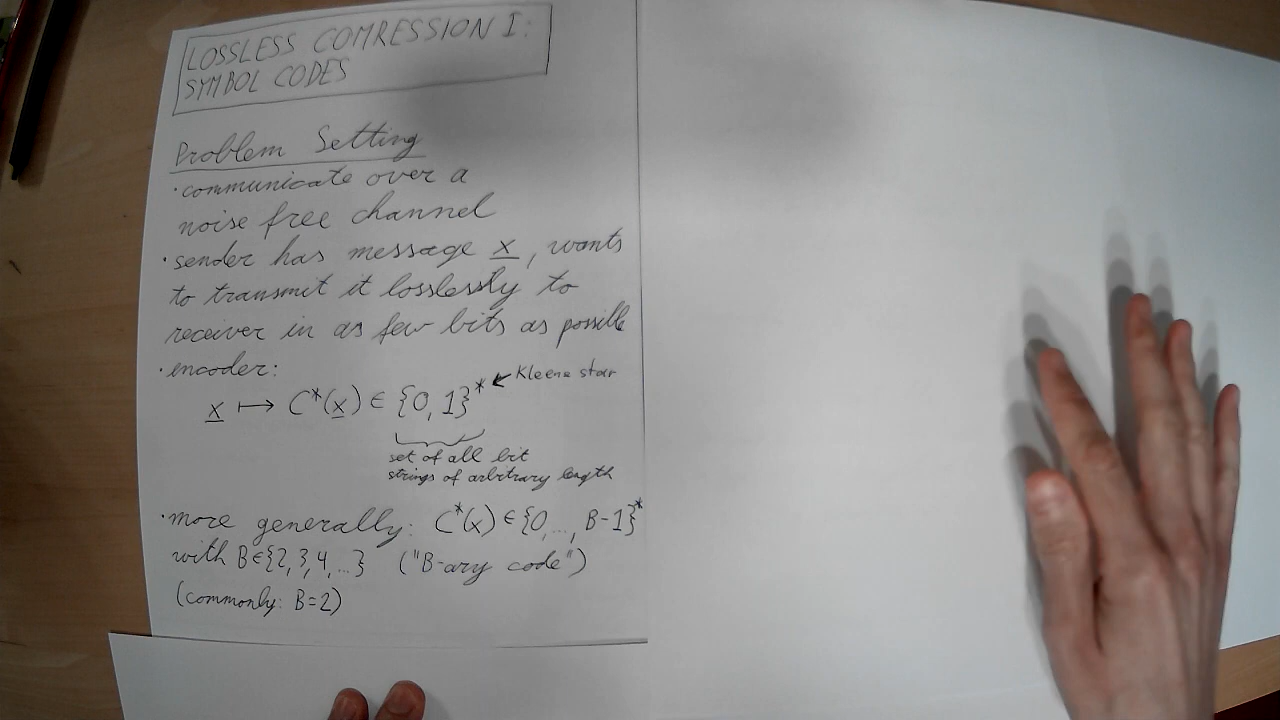 LOSSLESS COMRESSION I:
SYMBOL CODES
Problem Setting
· communicate over a
noise free channel
· sender has message x, wants
to transmit it losslessly to
receiver in as few bits as possible
· encoder:
x ↦ C*(x) ∈ {0, 1}* ← Kleene star
set of all bit
strings of arbitrary length
· more generally: C*(x) ∈ {0, ..., B-1}*
with B∈{2,3,4,...} ("B-ary code")
(commonly: B=2)